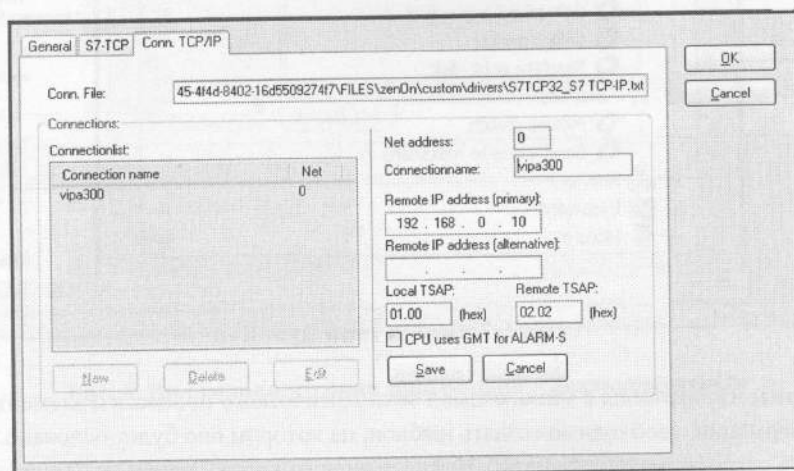 General S7-TCP Conn. TCP/IP
OK
Cancel
Conn. File: 45-4f4d-8402-16d5509274f7\FILES\zenOn\custom\drivers\S7TCP32_S7 TCP-IP.txt
Connections:
Connectionlist:
Connection name Net
vipa300 0
Net address: 0
Connectionname: vipa300
Remote IP address (primary):
192 . 168 . 0 . 10
Remote IP address (alternative):
. . .
Local TSAP: Remote TSAP:
01.00 (hex) 02.02 (hex)
CPU uses GMT for ALARM-S
New Delete Edit Save Cancel